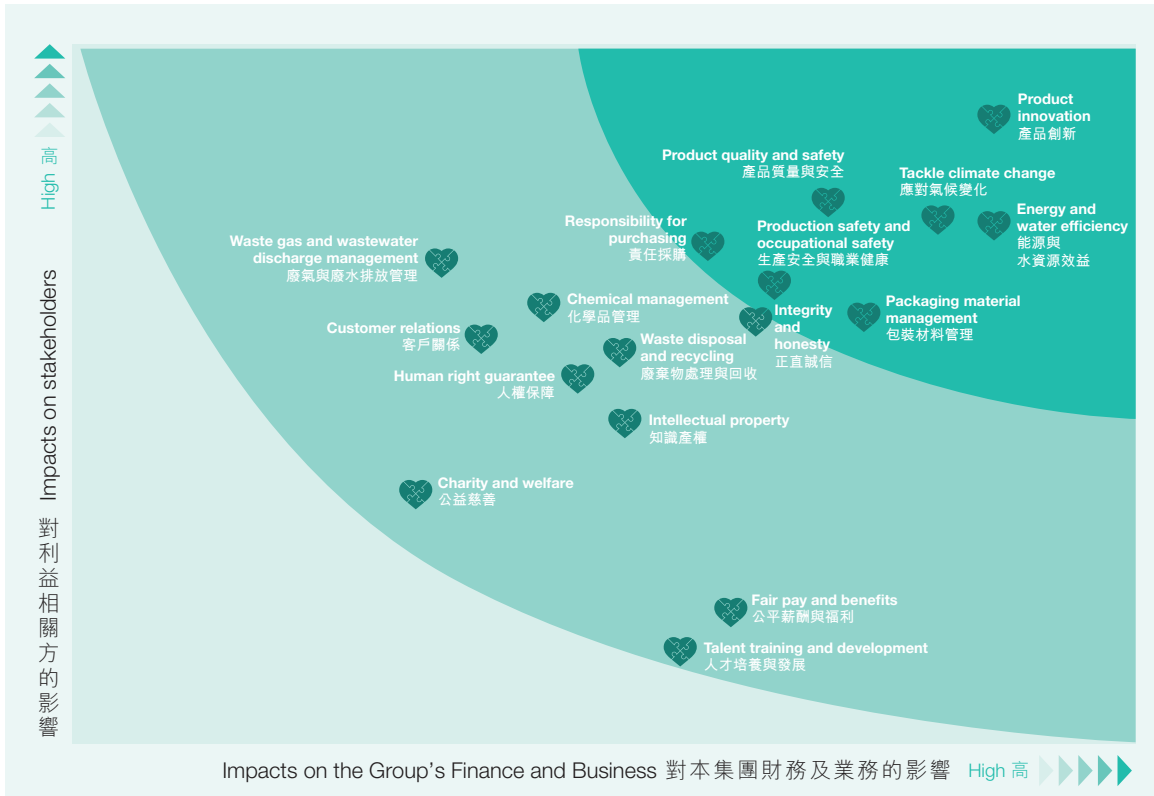 Product
innovation
產品創新
Product quality and safety
產品質量與安全
Tackle climate change
應對氣候變化
Energy and
water efficiency
能源與
水資源效益
Responsibility for
purchasing
責任採購
Production safety and
occupational safety
生產安全與職業健康
Waste gas and wastewater
discharge management
廢氣與廢水排放管理
Chemical management
化學品管理
Integrity
and
honesty
正直誠信
Packaging material
management
包裝材料管理
Customer relations
客戶關係
Waste disposal
and recycling
廢棄物處理與回收
Human right guarantee
人權保障
Intellectual property
知識產權
Charity and welfare
公益慈善
Fair pay and benefits
公平薪酬與福利
Talent training and development
人才培養與發展
對利益相關方的影響 Impacts on stakeholders High 高
Impacts on the Group's Finance and Business 對本集團財務及業務的影響 High 高